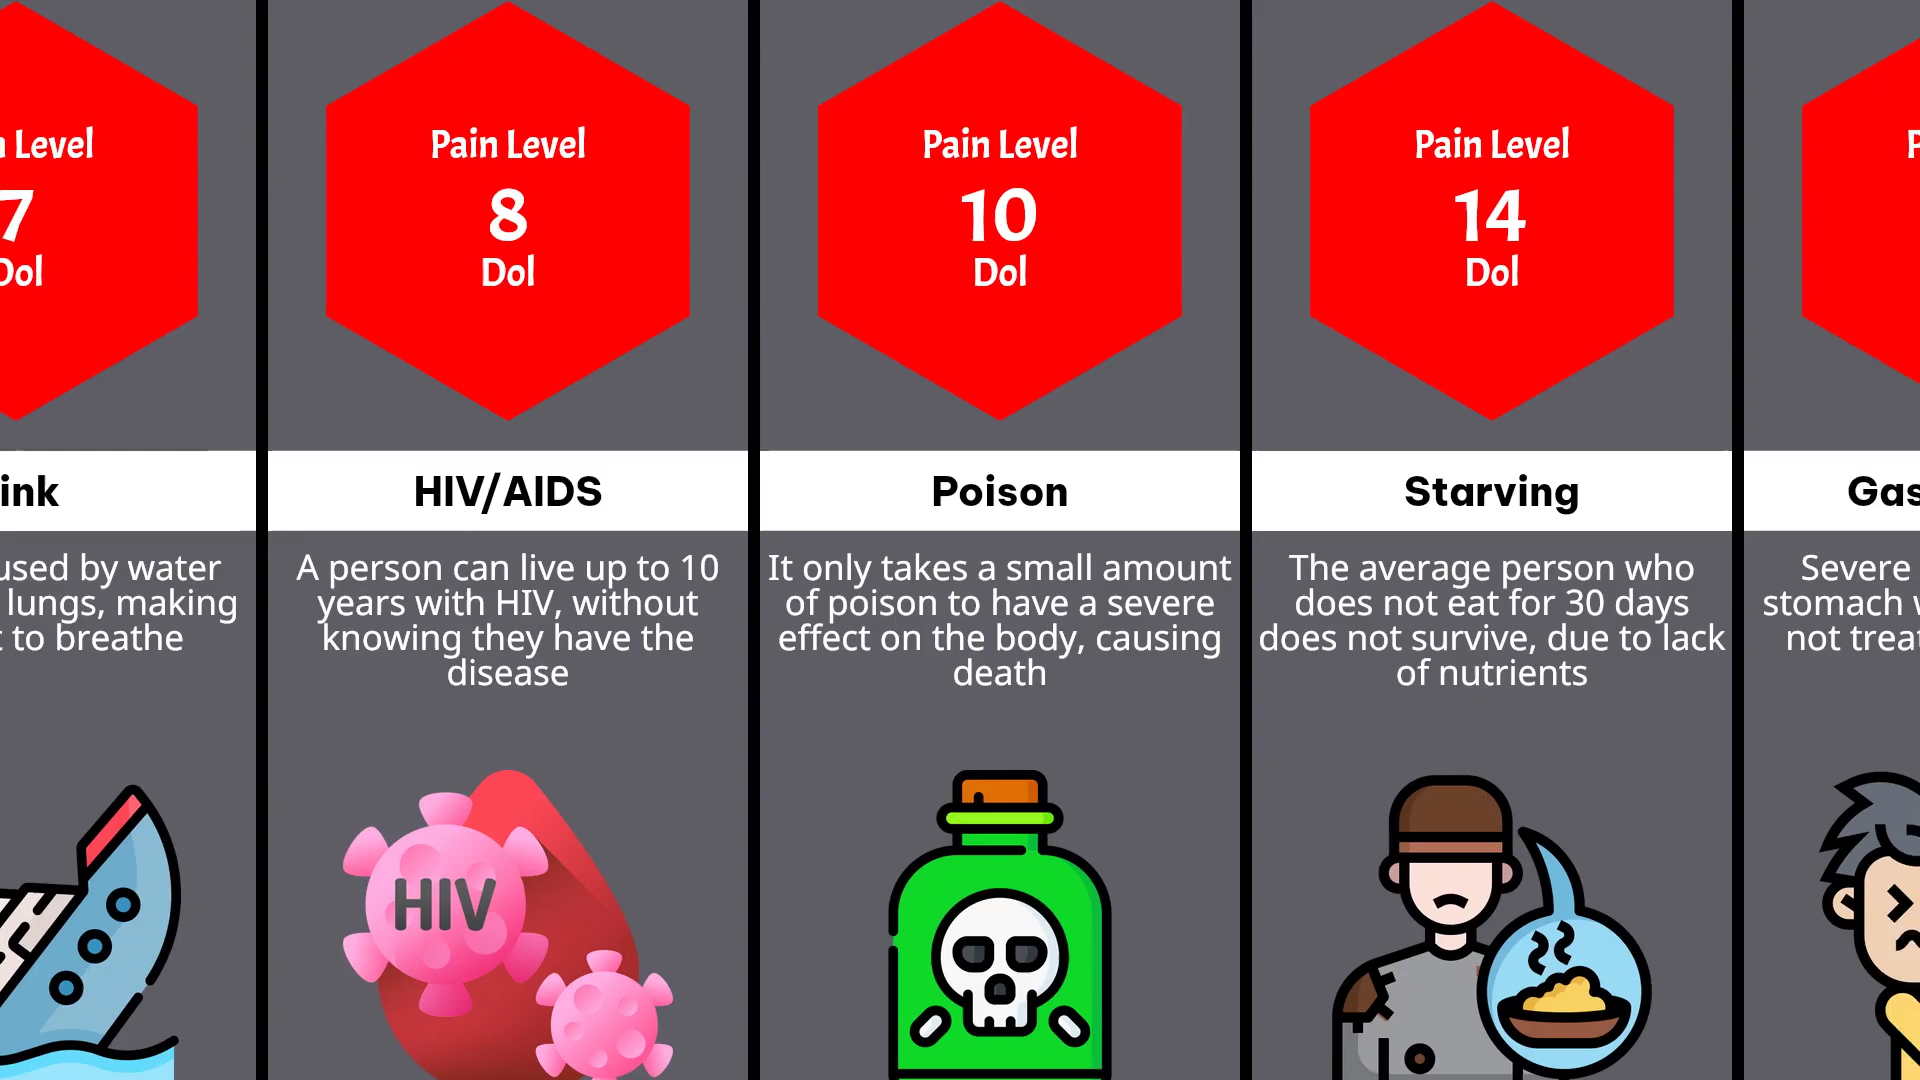 n Level
7
Dol
ink
used by water
lungs, making
t to breathe
Pain Level
8
Dol
HIV/AIDS
A person can live up to 10
years with HIV, without
knowing they have the
disease
HIV
Pain Level
10
Dol
Poison
It only takes a small amount
of poison to have a severe
effect on the body, causing
death
Pain Level
14
Dol
Starving
The average person who
does not eat for 30 days
does not survive, due to lack
of nutrients
P
Gas
Severe
stomach w
not treat